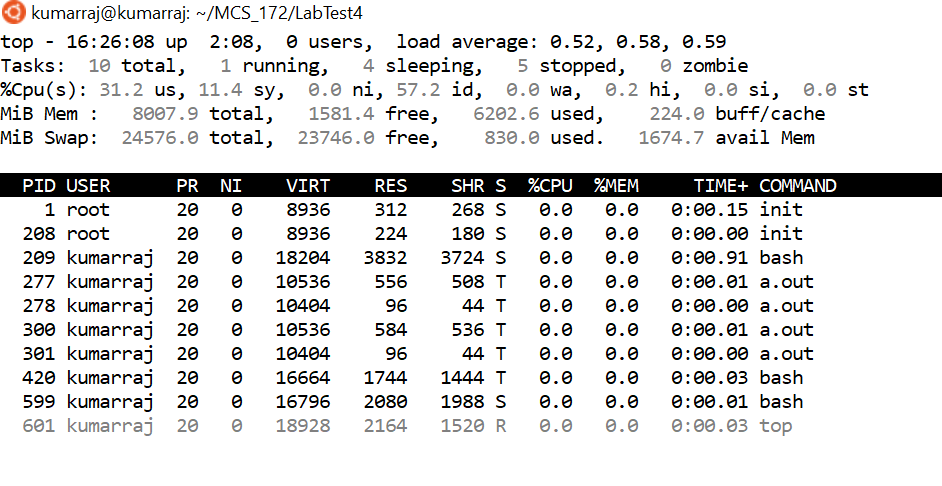 kumarraj@kumarraj: ~/MCS_172/LabTest4
top - 16:26:08 up  2:08,  0 users,  load average: 0.52, 0.58, 0.59
Tasks:  10 total,   1 running,   4 sleeping,   5 stopped,   0 zombie
%Cpu(s): 31.2 us, 11.4 sy,  0.0 ni, 57.2 id,  0.0 wa,  0.2 hi,  0.0 si,  0.0 st
MiB Mem :   8007.9 total,   1581.4 free,   6202.6 used,    224.0 buff/cache
MiB Swap:  24576.0 total,  23746.0 free,    830.0 used.   1674.7 avail Mem
PID USER      PR  NI    VIRT    RES    SHR S  %CPU  %MEM     TIME+ COMMAND
1 root      20   0    8936    312    268 S   0.0   0.0   0:00.15 init
208 root      20   0    8936    224    180 S   0.0   0.0   0:00.00 init
209 kumarraj  20   0   18204   3832   3724 S   0.0   0.0   0:00.91 bash
277 kumarraj  20   0   10536    556    508 T   0.0   0.0   0:00.01 a.out
278 kumarraj  20   0   10404     96     44 T   0.0   0.0   0:00.00 a.out
300 kumarraj  20   0   10536    584    536 T   0.0   0.0   0:00.01 a.out
301 kumarraj  20   0   10404     96     44 T   0.0   0.0   0:00.00 a.out
420 kumarraj  20   0   16664   1744   1444 T   0.0   0.0   0:00.03 bash
599 kumarraj  20   0   16796   2080   1988 S   0.0   0.0   0:00.01 bash
601 kumarraj  20   0   18928   2164   1520 R   0.0   0.0   0:00.03 top